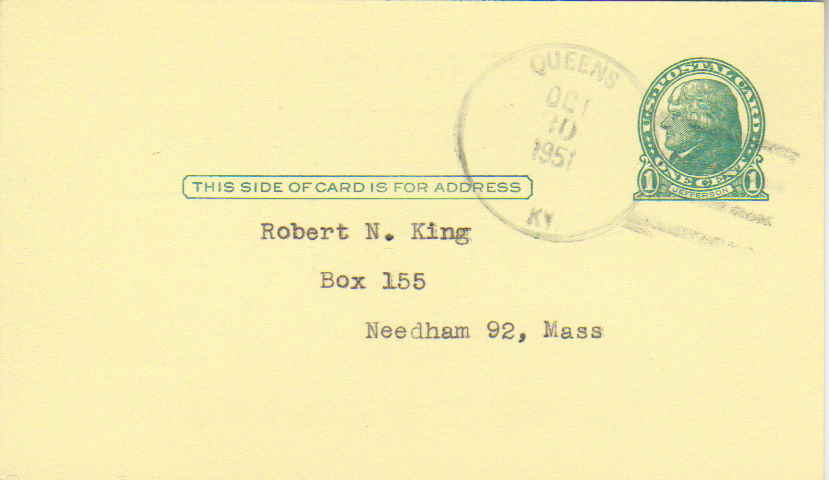 QUEENS
OCT
10
1951
KY
U.S. POSTAL CARD
ONE CENT
1 JEFFERSON 1
THIS SIDE OF CARD IS FOR ADDRESS
Robert N. King
Box 155
Needham 92, Mass